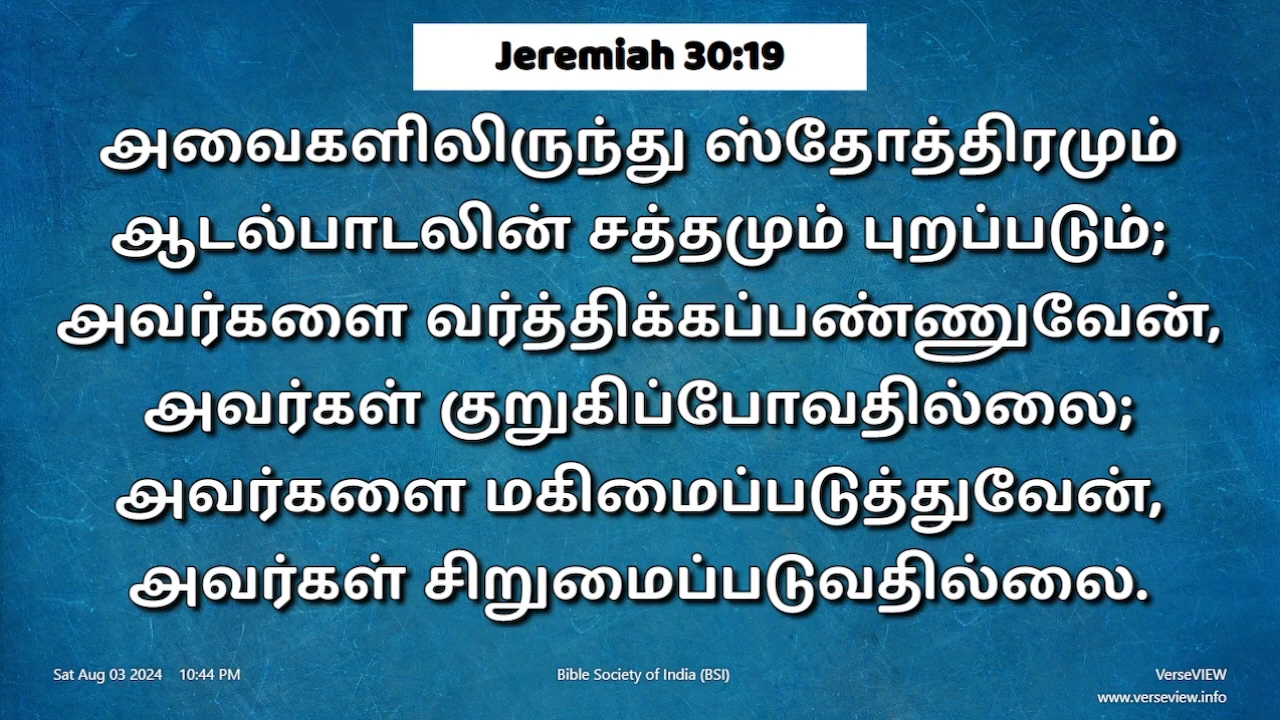 Jeremiah 30:19
அவைகளிலிருந்து ஸ்தோத்திரமும்
ஆடல்பாடலின் சத்தமும் புறப்படும்;
அவர்களை வர்த்திக்கப்பண்ணுவேன்,
அவர்கள் குறுகிப்போவதில்லை;
அவர்களை மகிமைப்படுத்துவேன்,
அவர்கள் சிறுமைப்படுவதில்லை.
Sat Aug 03 2024 10:44 PM Bible Society of India (BSI) VerseVIEW
www.verseview.info